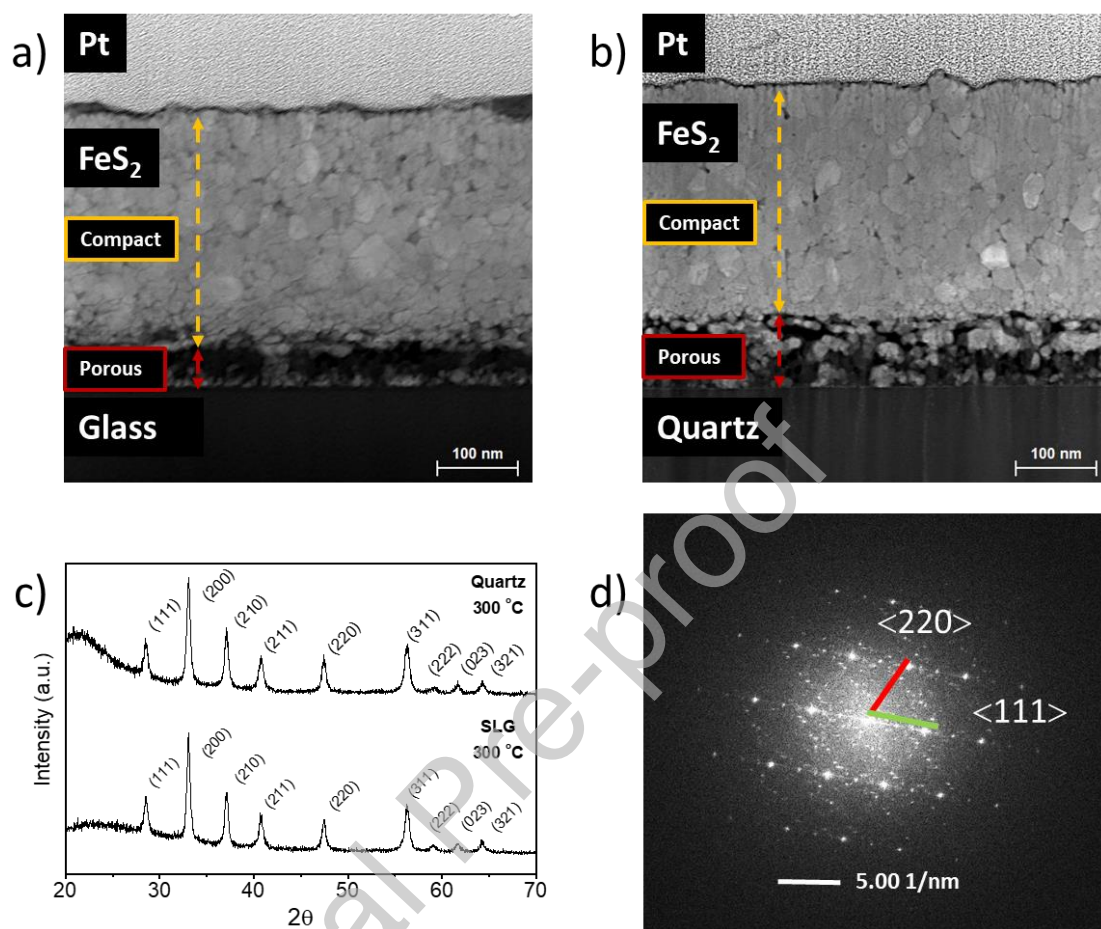 a)
Pt
FeS₂
Compact
Porous
Glass
100 nm
b)
Pt
FeS₂
Compact
Porous
Quartz
100 nm
c)
Quartz
300 °C
(111)
(200)
(210)
(211)
(220)
(311)
(222)
(023)
(321)
SLG
300 °C
(111)
(200)
(210)
(211)
(220)
(311)
(222)
(023)
(321)
Intensity (a.u.)
20 30 40 50 60 70
2θ
d)
<220>
<111>
5.00 1/nm
al Pre-proof